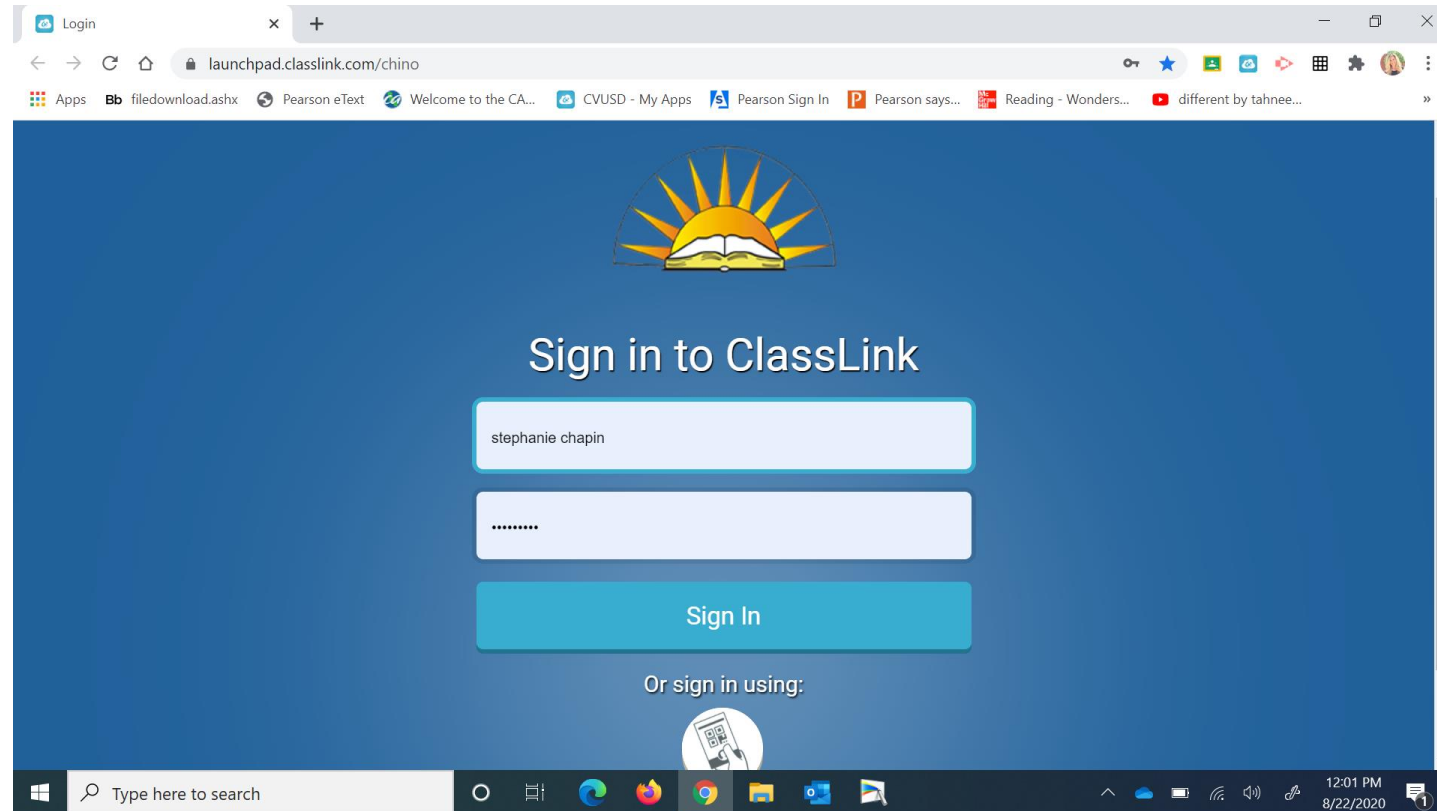 Login
launchpad.classlink.com/chino
Apps Bb filedownload.ashx Pearson eText Welcome to the CA... CVUSD - My Apps Pearson Sign In Pearson says... Reading - Wonders... different by tahnee... »
Sign in to ClassLink
stephanie chapin
•••••••••
Sign In
Or sign in using:
Type here to search
12:01 PM
8/22/2020
1